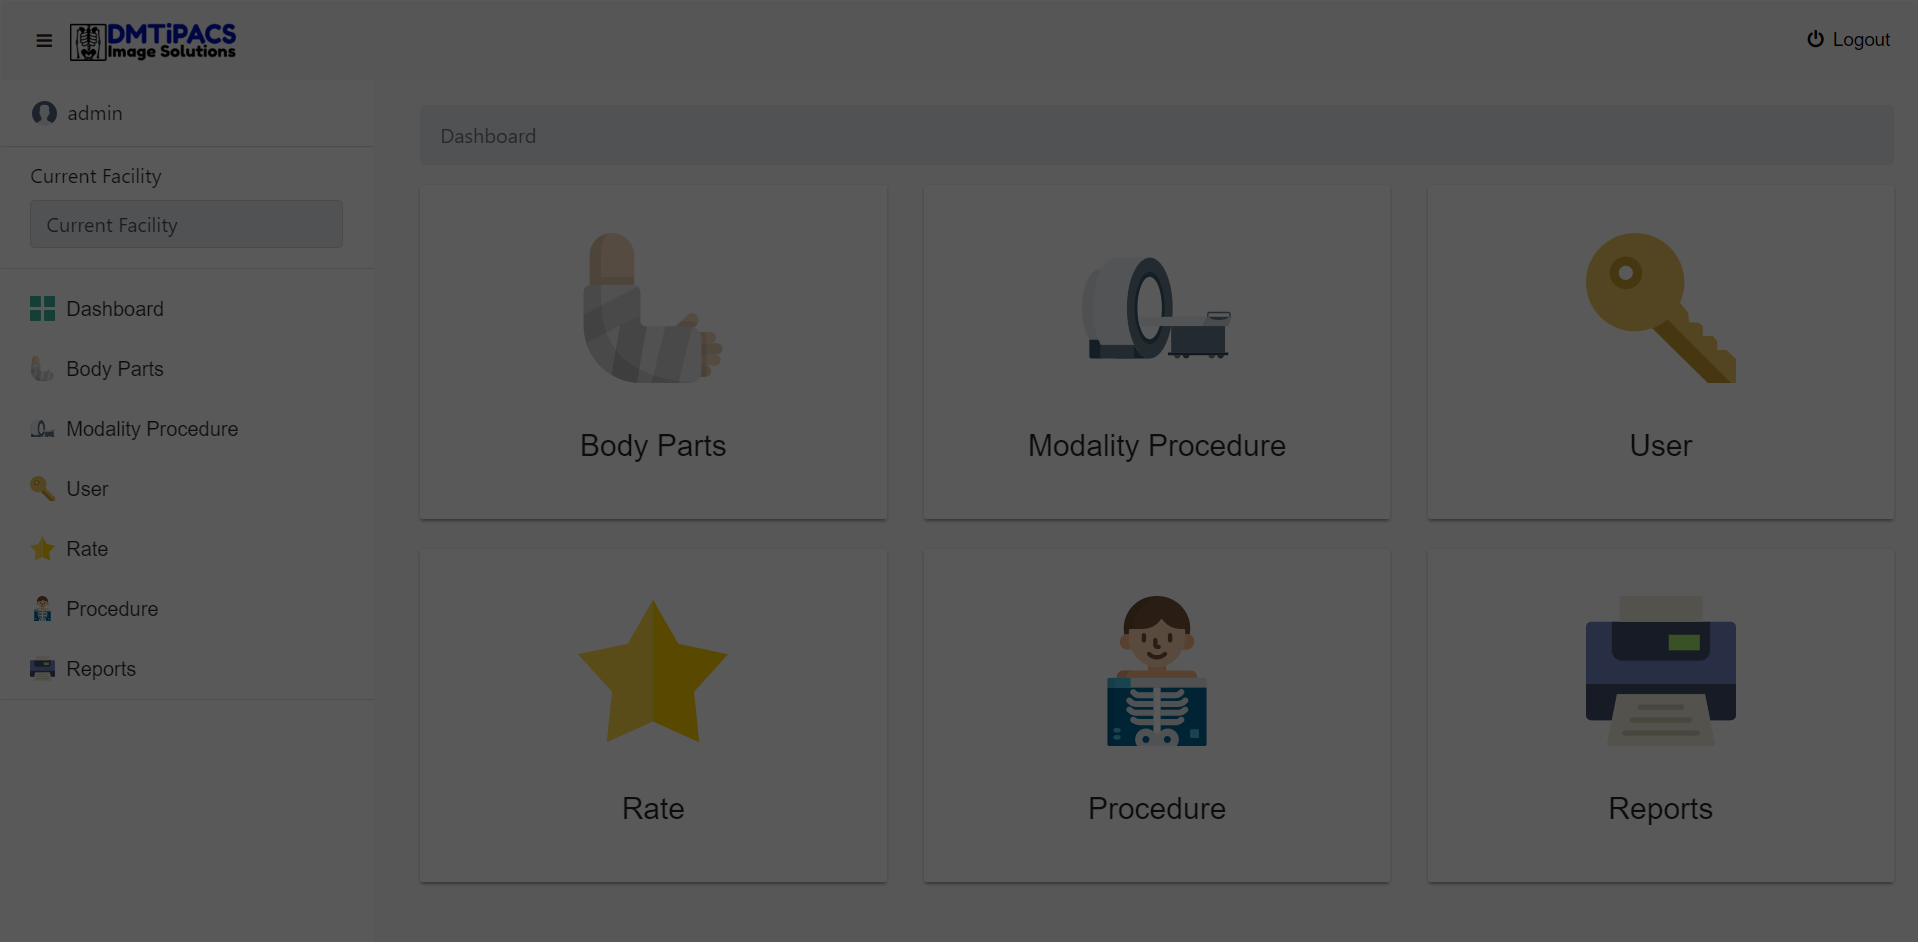 DMTiPACS
Image Solutions
Logout
admin
Current Facility
Current Facility
Dashboard
Body Parts
Modality Procedure
User
Rate
Procedure
Reports
Dashboard
Body Parts
Modality Procedure
User
Rate
Procedure
Reports